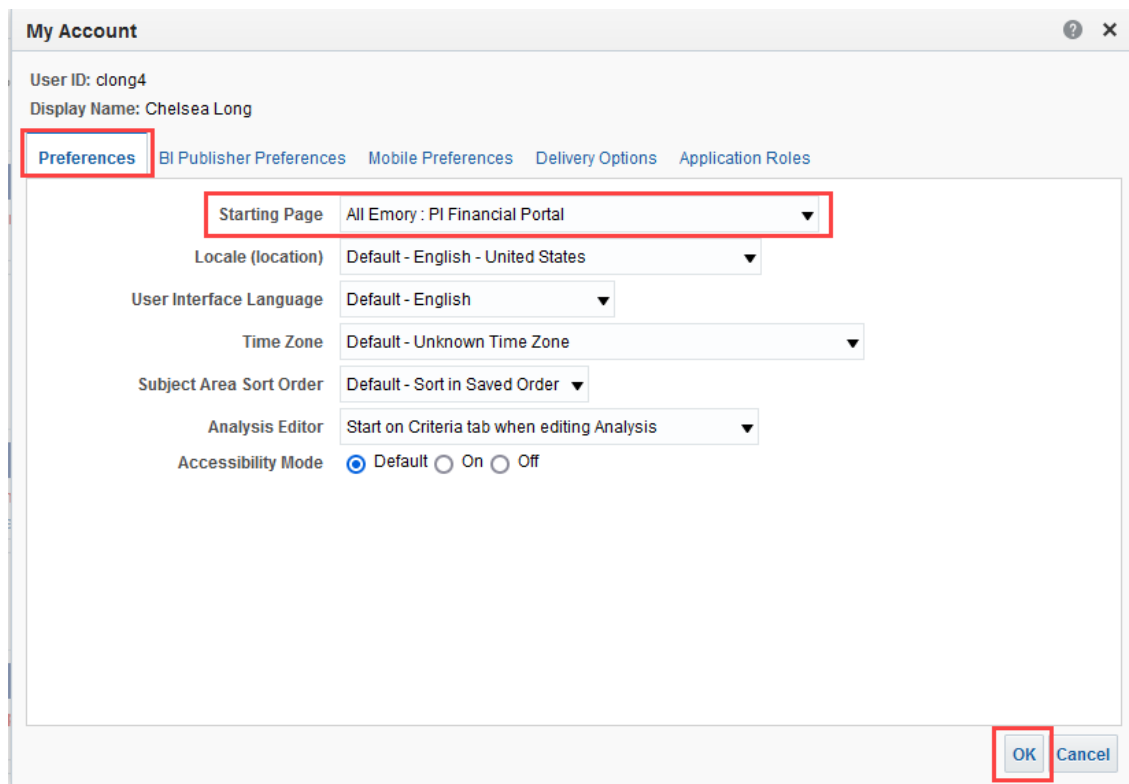 My Account
User ID: clong4
Display Name: Chelsea Long
Preferences BI Publisher Preferences Mobile Preferences Delivery Options Application Roles
Starting Page All Emory : PI Financial Portal
Locale (location) Default - English - United States
User Interface Language Default - English
Time Zone Default - Unknown Time Zone
Subject Area Sort Order Default - Sort in Saved Order
Analysis Editor Start on Criteria tab when editing Analysis
Accessibility Mode Default On Off
OK Cancel